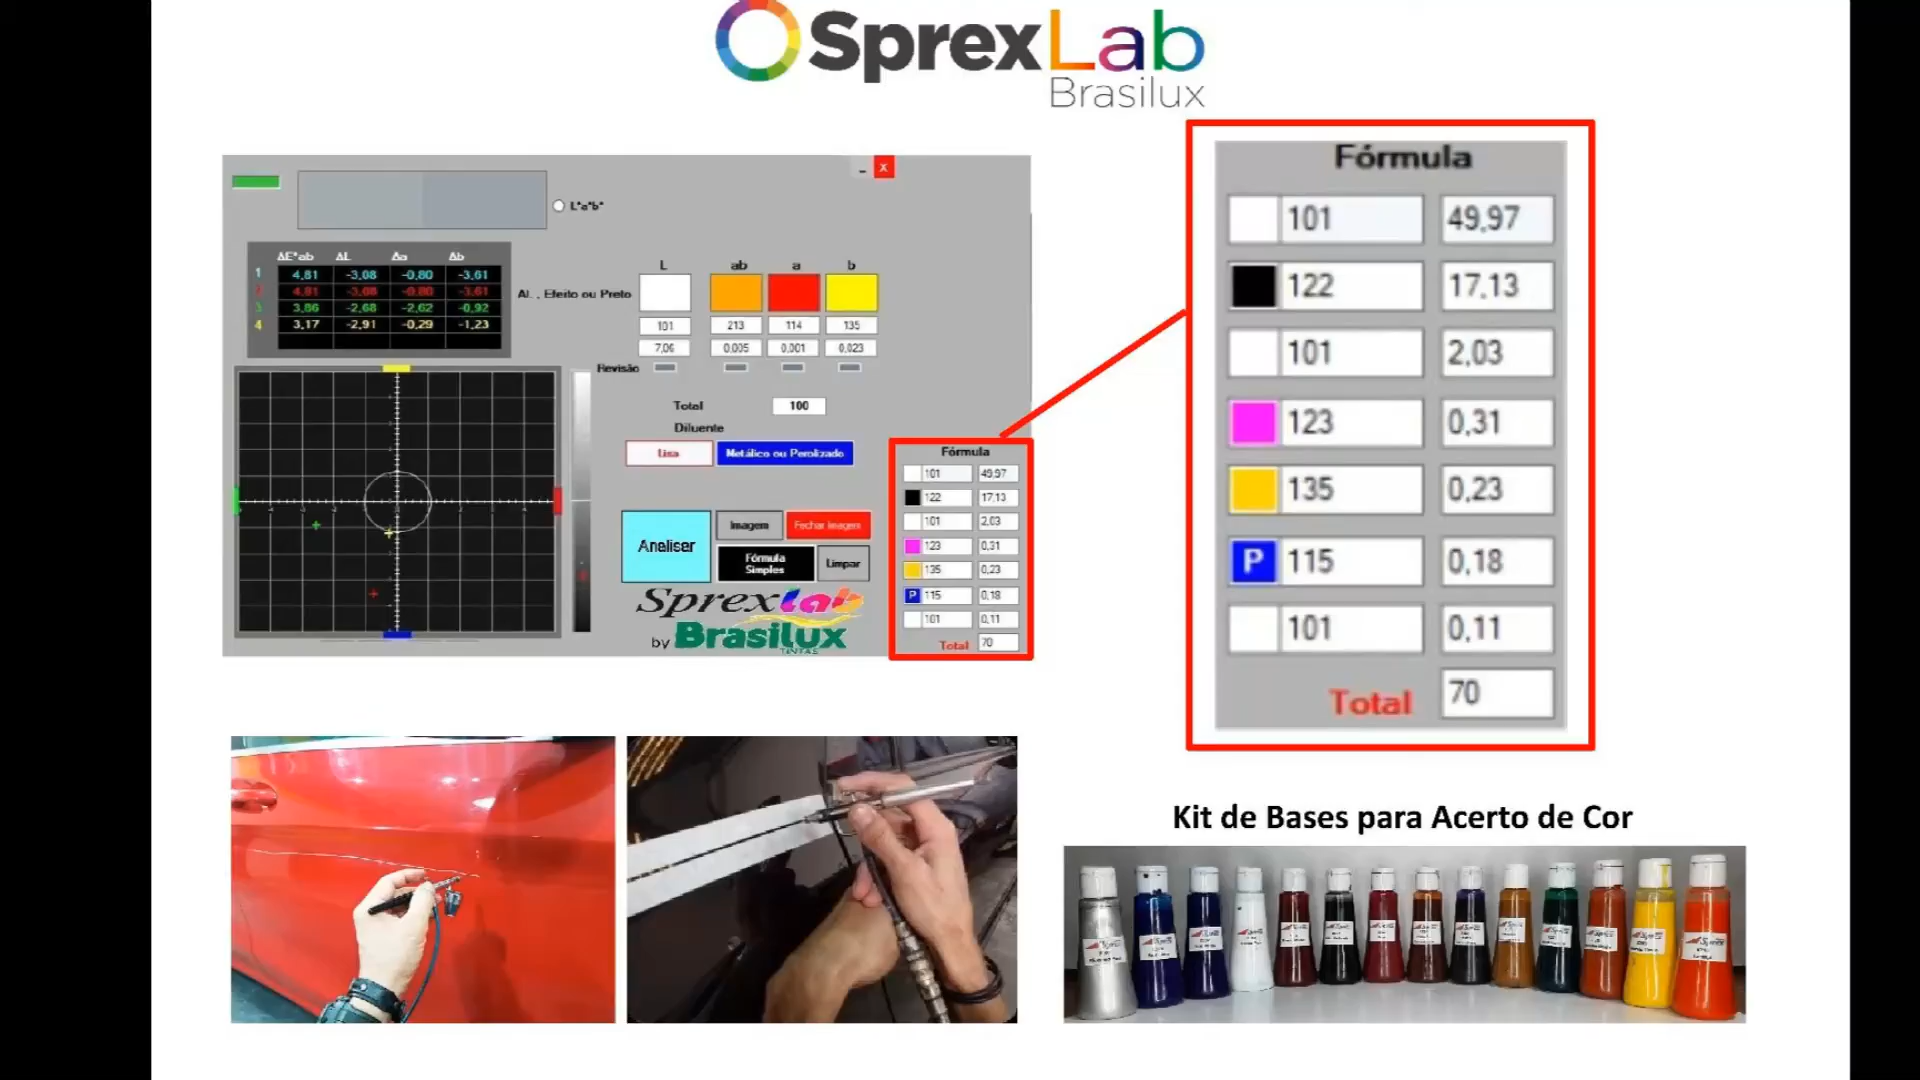 SprexLab
Brasilux
X
L*a*b*
ΔE*ab ΔL Δa Δb
1 4,81 -3,08 -0,80 -3,61
2 4,81 -3,08 -0,80 -3,61
3 3,86 -2,68 -2,62 -0,92
4 3,17 -2,91 -0,29 -1,23
L ab a b
Al. , Efeito ou Preto
101 213 114 135
7,06 0,005 0,001 0,023
Revisão
Total 100
Diluente
Lisa Metálico ou Perolizado
Analisar
Imagem Fechar Imagem
Fórmula Simples Limpar
SprexLab
by Brasilux
TINTAS
Fórmula
101 49,97
122 17,13
101 2,03
123 0,31
135 0,23
P 115 0,18
101 0,11
Total 70
Fórmula
101 49,97
122 17,13
101 2,03
123 0,31
135 0,23
P 115 0,18
101 0,11
Total 70
Kit de Bases para Acerto de Cor